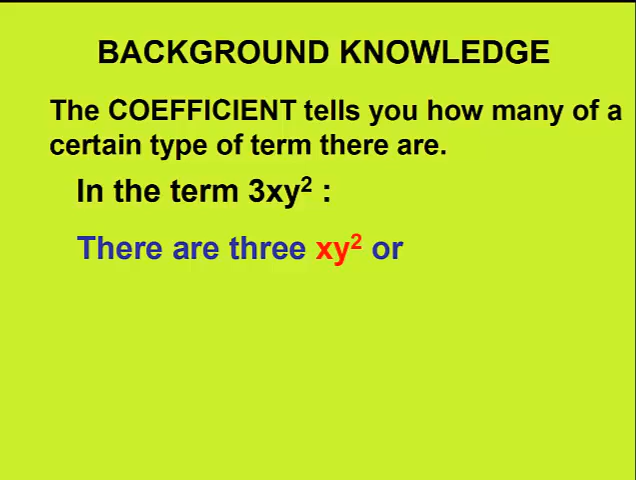 BACKGROUND KNOWLEDGE
The COEFFICIENT tells you how many of a
certain type of term there are.
In the term 3xy² :
There are three xy² or